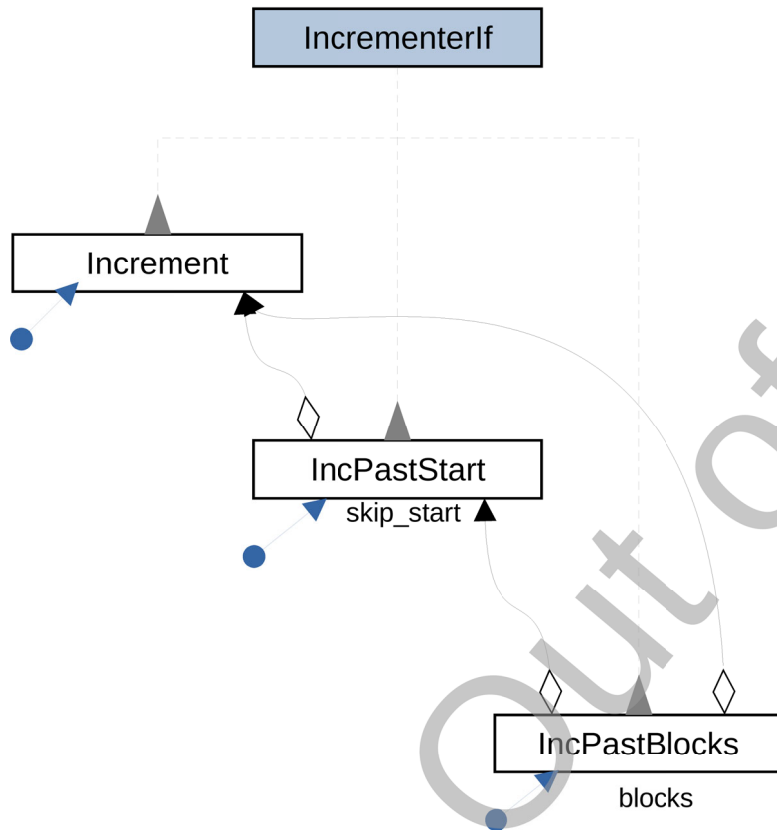 IncrementerIf
Increment
IncPastStart
skip_start
IncPastBlocks
blocks
Out of